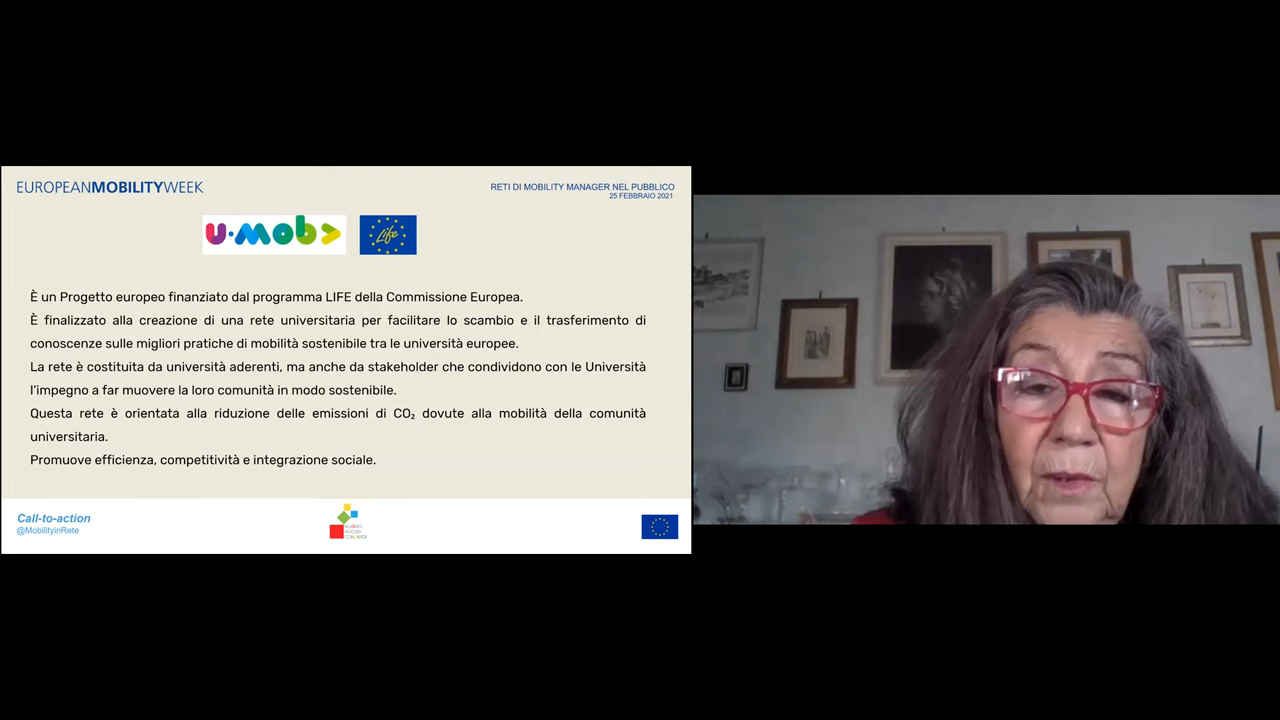 EUROPEANMOBILITYWEEK
RETI DI MOBILITY MANAGER NEL PUBBLICO
25 FEBBRAIO 2021
u·mob>
Life
È un Progetto europeo finanziato dal programma LIFE della Commissione Europea.
È finalizzato alla creazione di una rete universitaria per facilitare lo scambio e il trasferimento di
conoscenze sulle migliori pratiche di mobilità sostenibile tra le università europee.
La rete è costituita da università aderenti, ma anche da stakeholder che condividono con le Università
l’impegno a far muovere la loro comunità in modo sostenibile.
Questa rete è orientata alla riduzione delle emissioni di CO₂ dovute alla mobilità della comunità
universitaria.
Promuove efficienza, competitività e integrazione sociale.
Call-to-action
@MobilityinRete